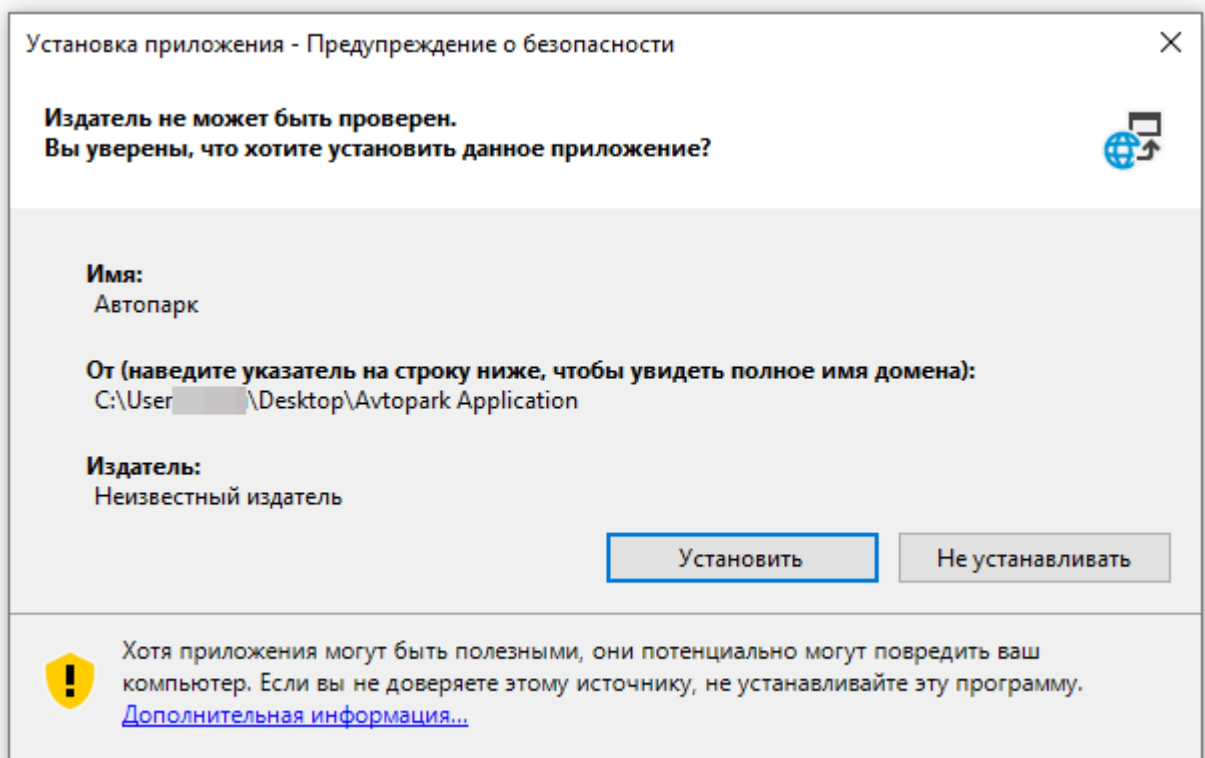 Установка приложения - Предупреждение о безопасности
Издатель не может быть проверен.
Вы уверены, что хотите установить данное приложение?
Имя:
Автопарк
От (наведите указатель на строку ниже, чтобы увидеть полное имя домена):
C:\User \Desktop\Avtopark Application
Издатель:
Неизвестный издатель
Установить Не устанавливать
Хотя приложения могут быть полезными, они потенциально могут повредить ваш
компьютер. Если вы не доверяете этому источнику, не устанавливайте эту программу.
Дополнительная информация...